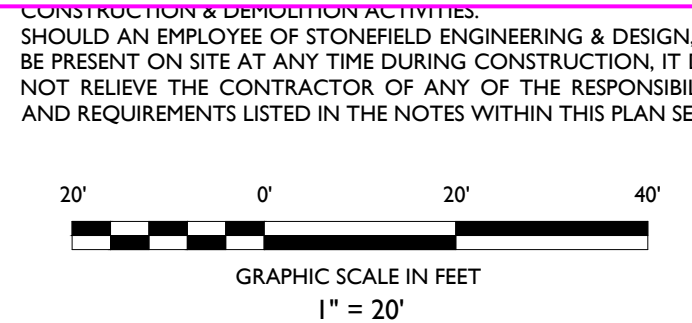 CONSTRUCTION & DEMOLITION ACTIVITIES.
SHOULD AN EMPLOYEE OF STONEFIELD ENGINEERING & DESIGN,
BE PRESENT ON SITE AT ANY TIME DURING CONSTRUCTION, IT
NOT RELIEVE THE CONTRACTOR OF ANY OF THE
AND REQUIREMENTS LISTED IN THE NOTES WITHIN THIS PLAN
20' 0' 20' 40'
GRAPHIC SCALE IN FEET
1" = 20'